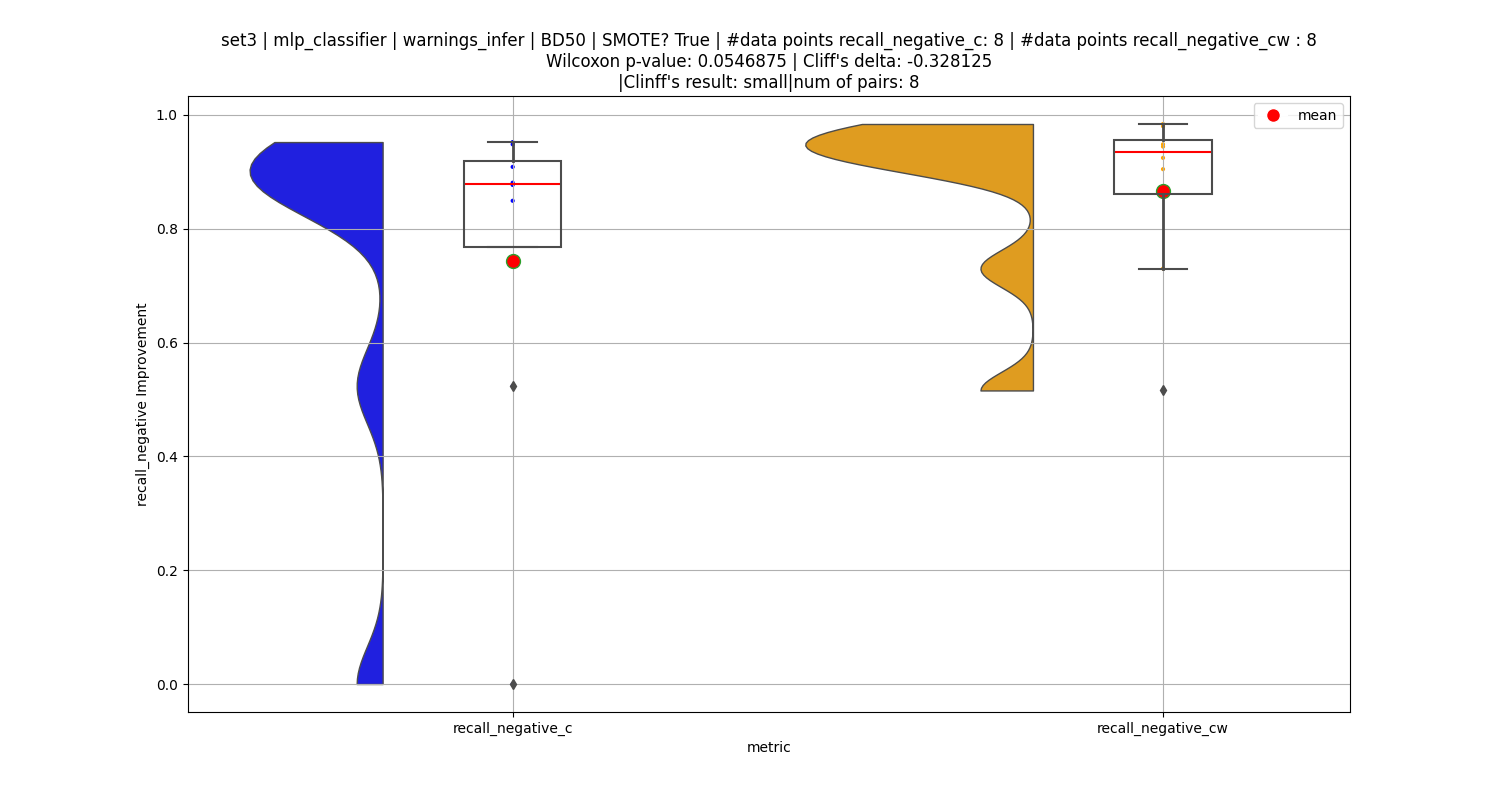 set3 | mlp_classifier | warnings_infer | BD50 | SMOTE? True | #data points recall_negative_c: 8 | #data points recall_negative_cw : 8
Wilcoxon p-value: 0.0546875 | Cliff's delta: -0.328125
|Clinff's result: small|num of pairs: 8
mean
recall_negative Improvement
1.0
0.8
0.6
0.4
0.2
0.0
recall_negative_c
recall_negative_cw
metric